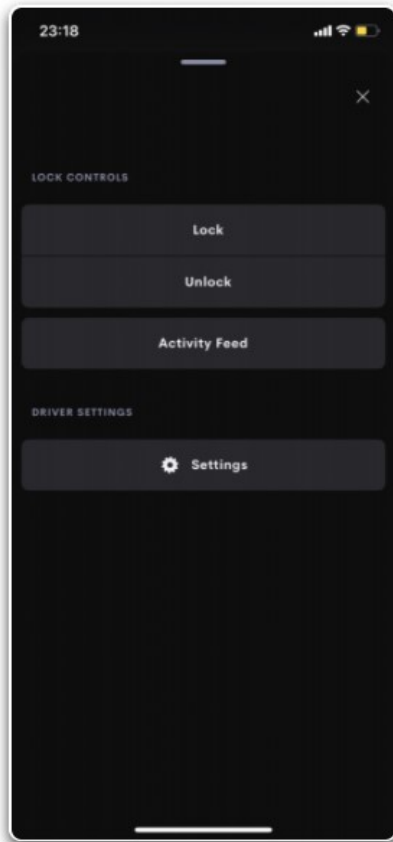 23:18
LOCK CONTROLS
Lock
Unlock
Activity Feed
DRIVER SETTINGS
Settings